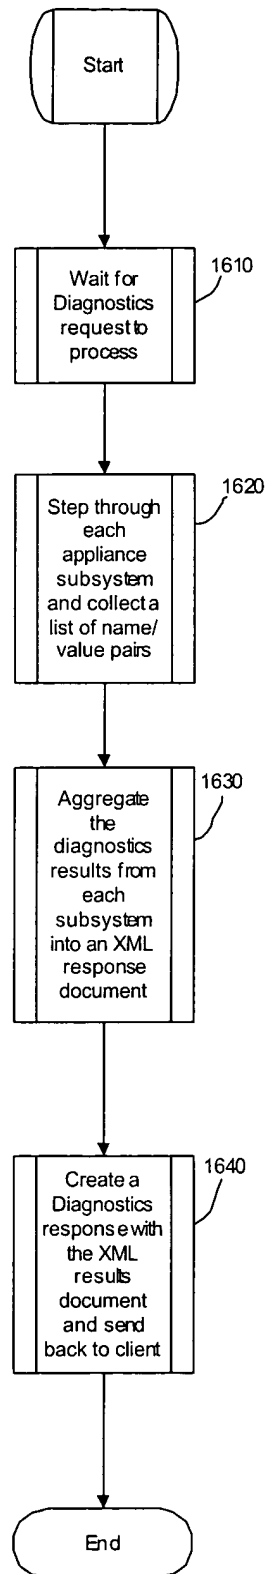 Start
1610
Wait for
Diagnostics
request to
process
1620
Step through
each
appliance
subsystem
and collect a
list of name/
value pairs
1630
Aggregate
the
diagnostics
results from
each
subsystem
into an XML
response
document
1640
Create a
Diagnostics
response with
the XML
results
document
and send
back to client
End